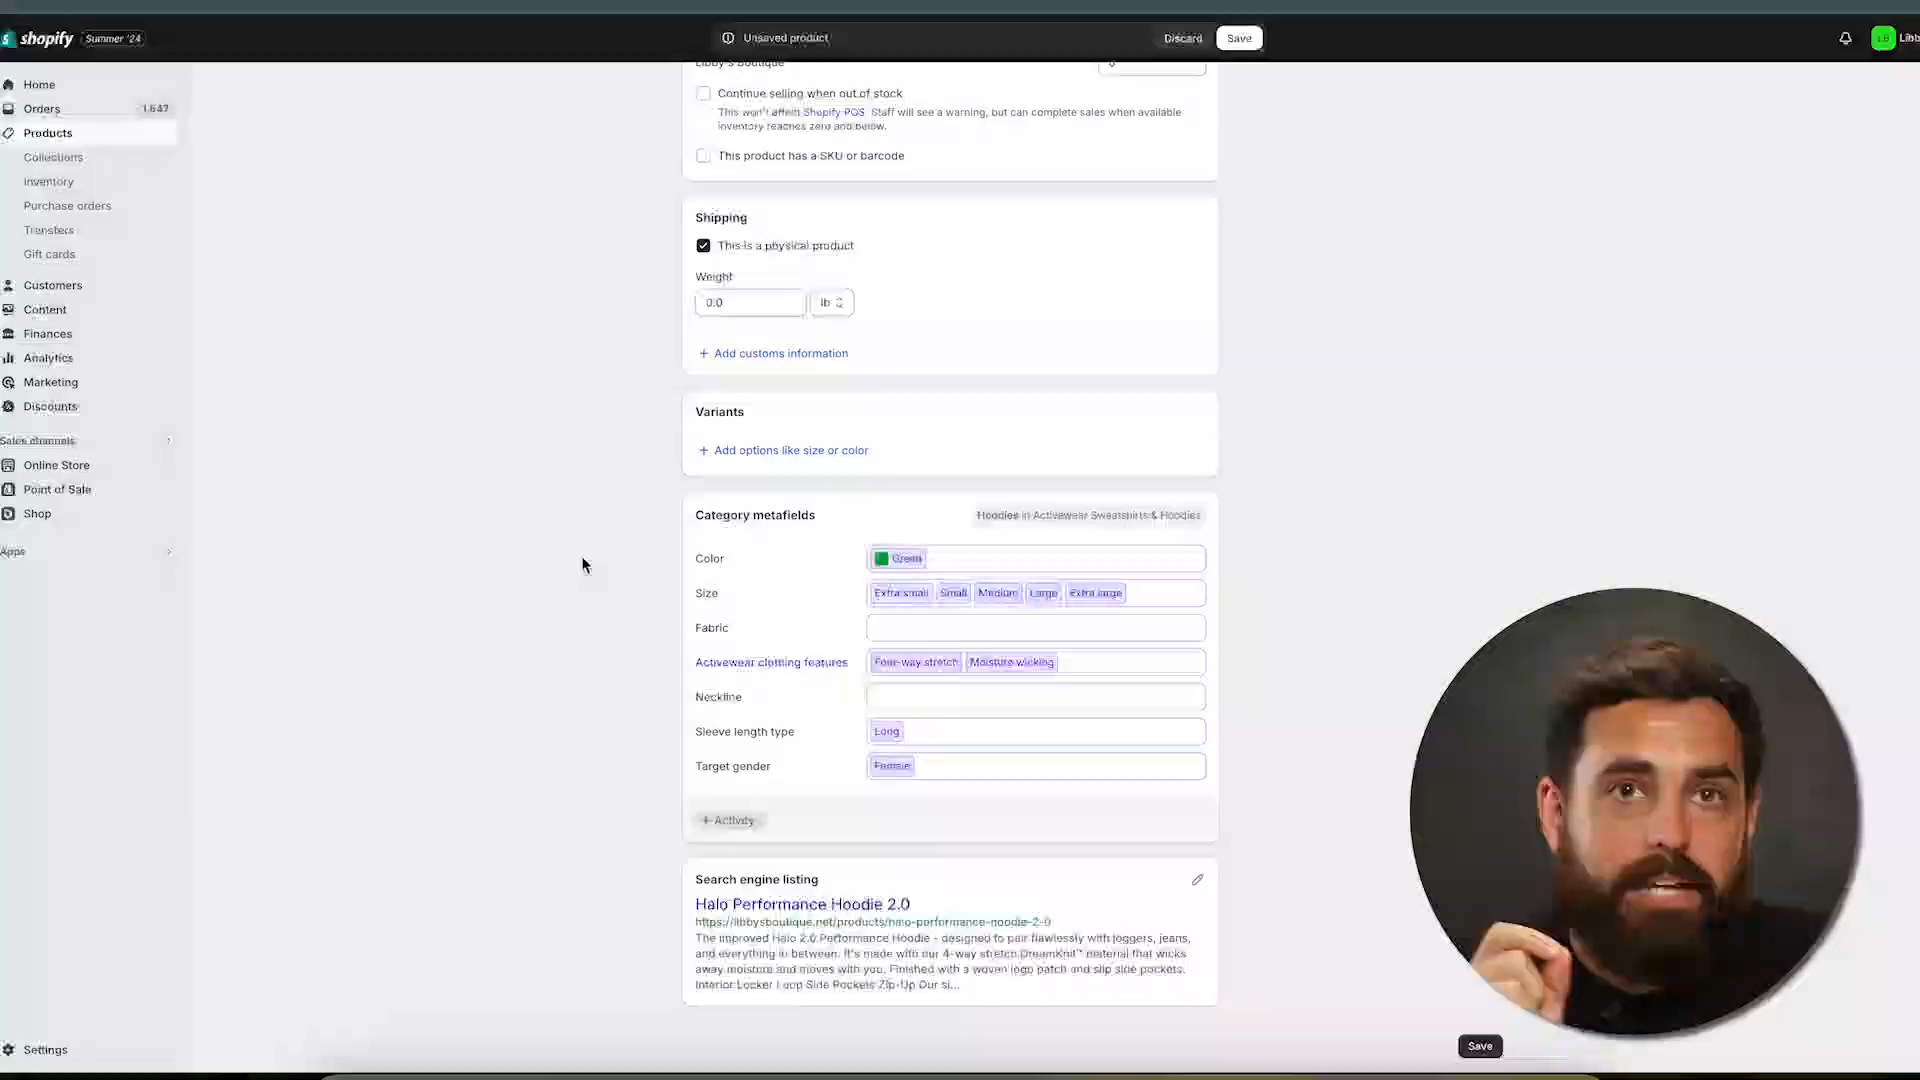 shopify Summer '24
Unsaved product
Discard
Save
Home
Orders 1,647
Products
Collections
Inventory
Purchase orders
Transfers
Gift cards
Customers
Content
Finances
Analytics
Marketing
Discounts
Sales channels
Online Store
Point of Sale
Shop
Apps
Settings
Libby's Boutique
Continue selling when out of stock
This won't affect Shopify POS. Staff will see a warning, but can complete sales when available
inventory reaches zero and below.
This product has a SKU or barcode
Shipping
This is a physical product
Weight
0.0 lb
+ Add customs information
Variants
+ Add options like size or color
Category metafields Hoodies in Activewear Sweatshirts & Hoodies
Color Green
Size Extra small Small Medium Large Extra large
Fabric
Activewear clothing features Four-way stretch Moisture wicking
Neckline
Sleeve length type Long
Target gender Female
+ Activity
Search engine listing
Halo Performance Hoodie 2.0
https://libbysboutique.net/products/halo-performance-hoodie-2-0
The improved Halo 2.0 Performance Hoodie - designed to pair flawlessly with joggers, jeans,
and everything in between. It's made with our 4-way stretch DreamKnit™ material that wicks
away moisture and moves with you. Finished with a woven logo patch and slip side pockets.
Interior Locker Loop Side Pockets Zip-Up Our si...
Save